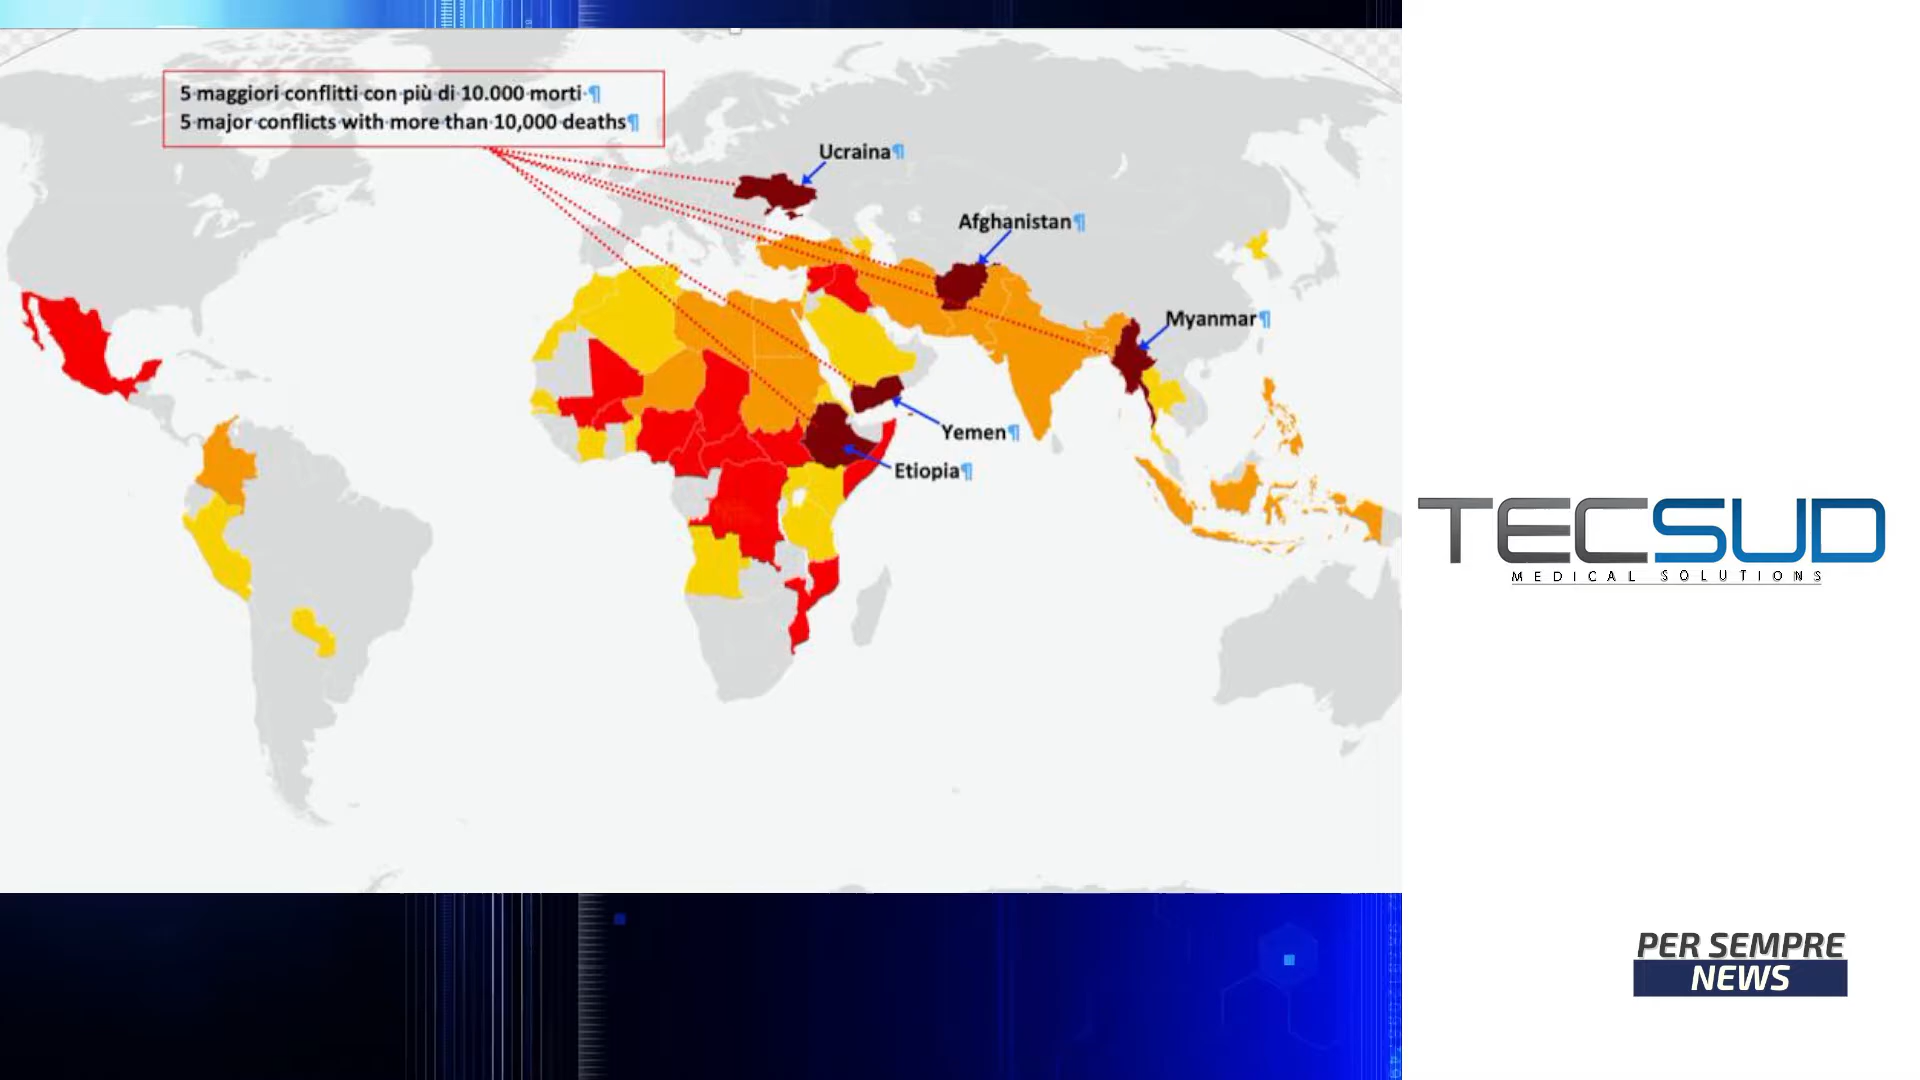 5·maggiori·conflitti·con·più·di·10.000·morti·¶
5·major·conflicts·with·more·than·10,000·deaths¶
Ucraina¶
Afghanistan¶
Myanmar¶
Yemen¶
Etiopia¶
TECSUD
MEDICAL SOLUTIONS
PER SEMPRE
NEWS